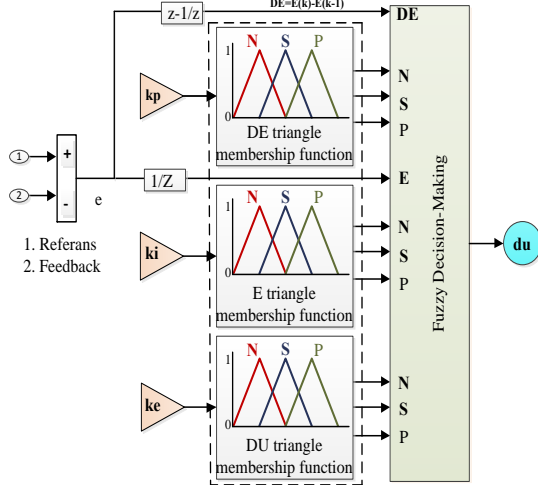 DE=E(k)-E(k-1)
z-1/z
DE
N S P
1
0
kp
DE triangle
membership function
N
S
P
1
2
+
-
e
1/Z
E
1. Referans
2. Feedback
N S P
1
0
ki
E triangle
membership function
N
S
P
Fuzzy Decision-Making
du
N S P
1
0
ke
DU triangle
membership function
N
S
P